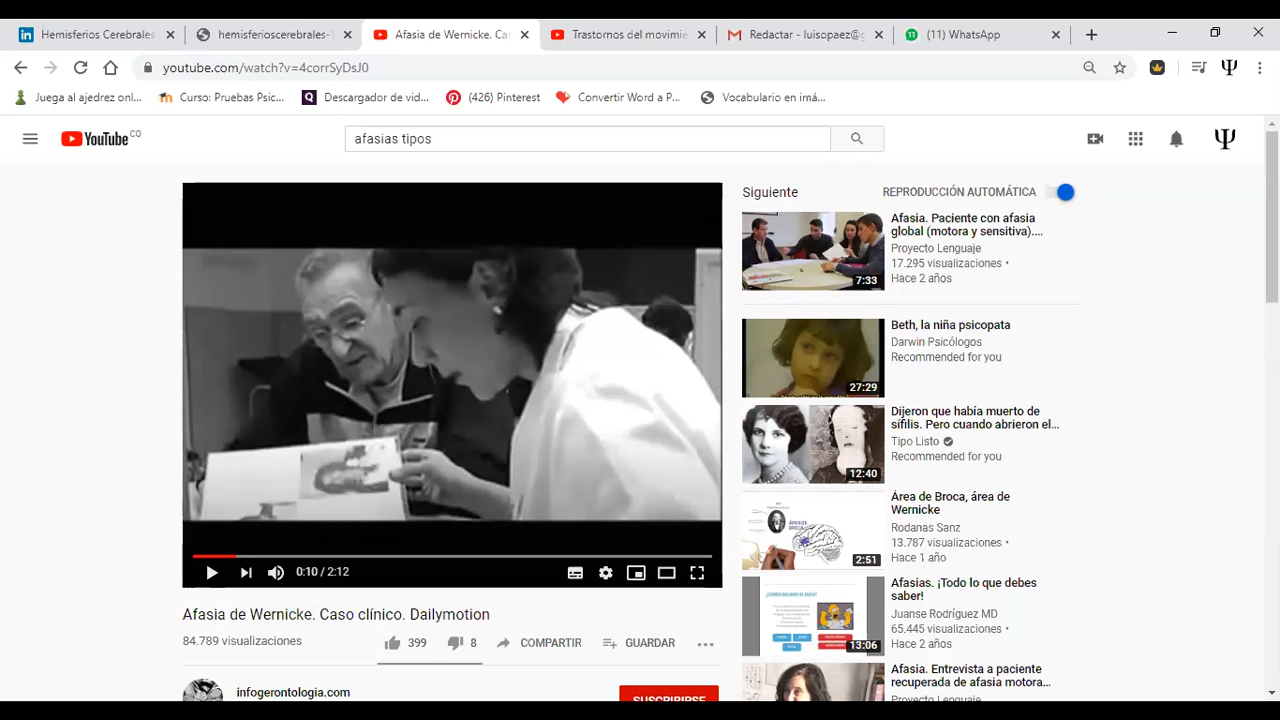 Hemisferios Cerebrales
hemisferioscerebrales-
Afasia de Wernicke. Cas
Trastornos del movimie
Redactar - luisopaez@g
(11) WhatsApp
youtube.com/watch?v=4corrSyDsJ0
Juega al ajedrez onl...
Curso: Pruebas Psic...
Descargador de vid...
(426) Pinterest
Convertir Word a P...
Vocabulario en imá...
YouTube CO
afasias tipos
Siguiente
REPRODUCCIÓN AUTOMÁTICA
Afasia. Paciente con afasia
global (motora y sensitiva)....
Proyecto Lenguaje
17.295 visualizaciones •
Hace 2 años
7:33
Beth, la niña psicopata
Darwin Psicólogos
Recommended for you
27:29
Dijeron que había muerto de
sífilis. Pero cuando abrieron el...
Tipo Listo
Recommended for you
12:40
Área de Broca, área de
Wernicke
Rodanas Sanz
13.787 visualizaciones •
Hace 1 año
2:51
Afasias. ¡Todo lo que debes
saber!
Juanse Rodríguez MD
65.445 visualizaciones •
Hace 2 años
13:06
Afasia. Entrevista a paciente
recuperada de afasia motora...
Proyecto Lenguaje
0:10 / 2:12
Afasia de Wernicke. Caso clínico. Dailymotion
84.789 visualizaciones
399
8
COMPARTIR
GUARDAR
infogerontologia.com
SUSCRIBIRSE